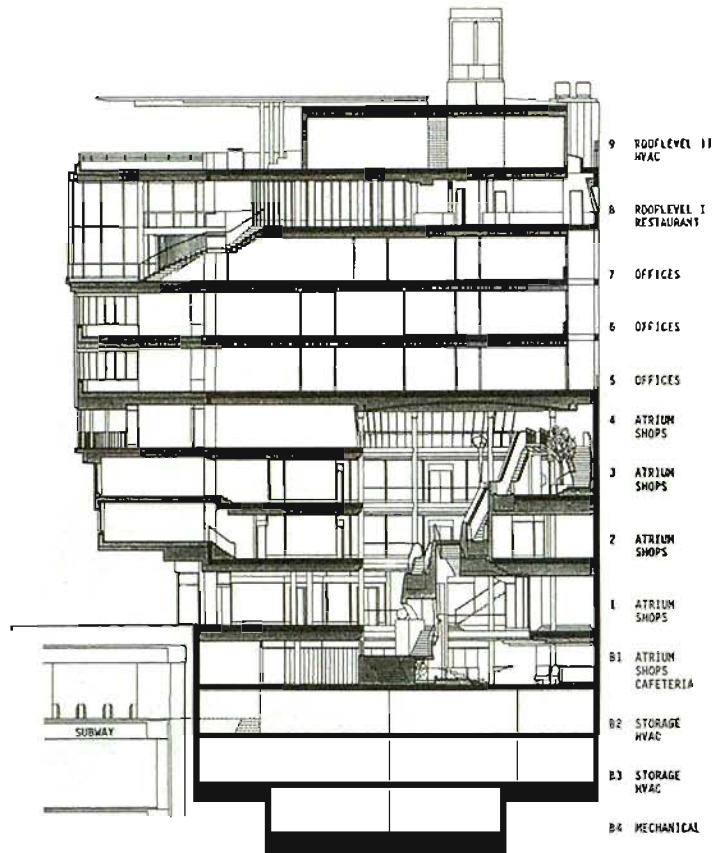 9 ROOFLEVEL II
HVAC
8 ROOFLEVEL I
RESTAURANT
7 OFFICES
6 OFFICES
5 OFFICES
4 ATRIUM
SHOPS
3 ATRIUM
SHOPS
2 ATRIUM
SHOPS
1 ATRIUM
SHOPS
B1 ATRIUM
SHOPS
CAFETERIA
SUBWAY
B2 STORAGE
HVAC
B3 STORAGE
HVAC
B4 MECHANICAL